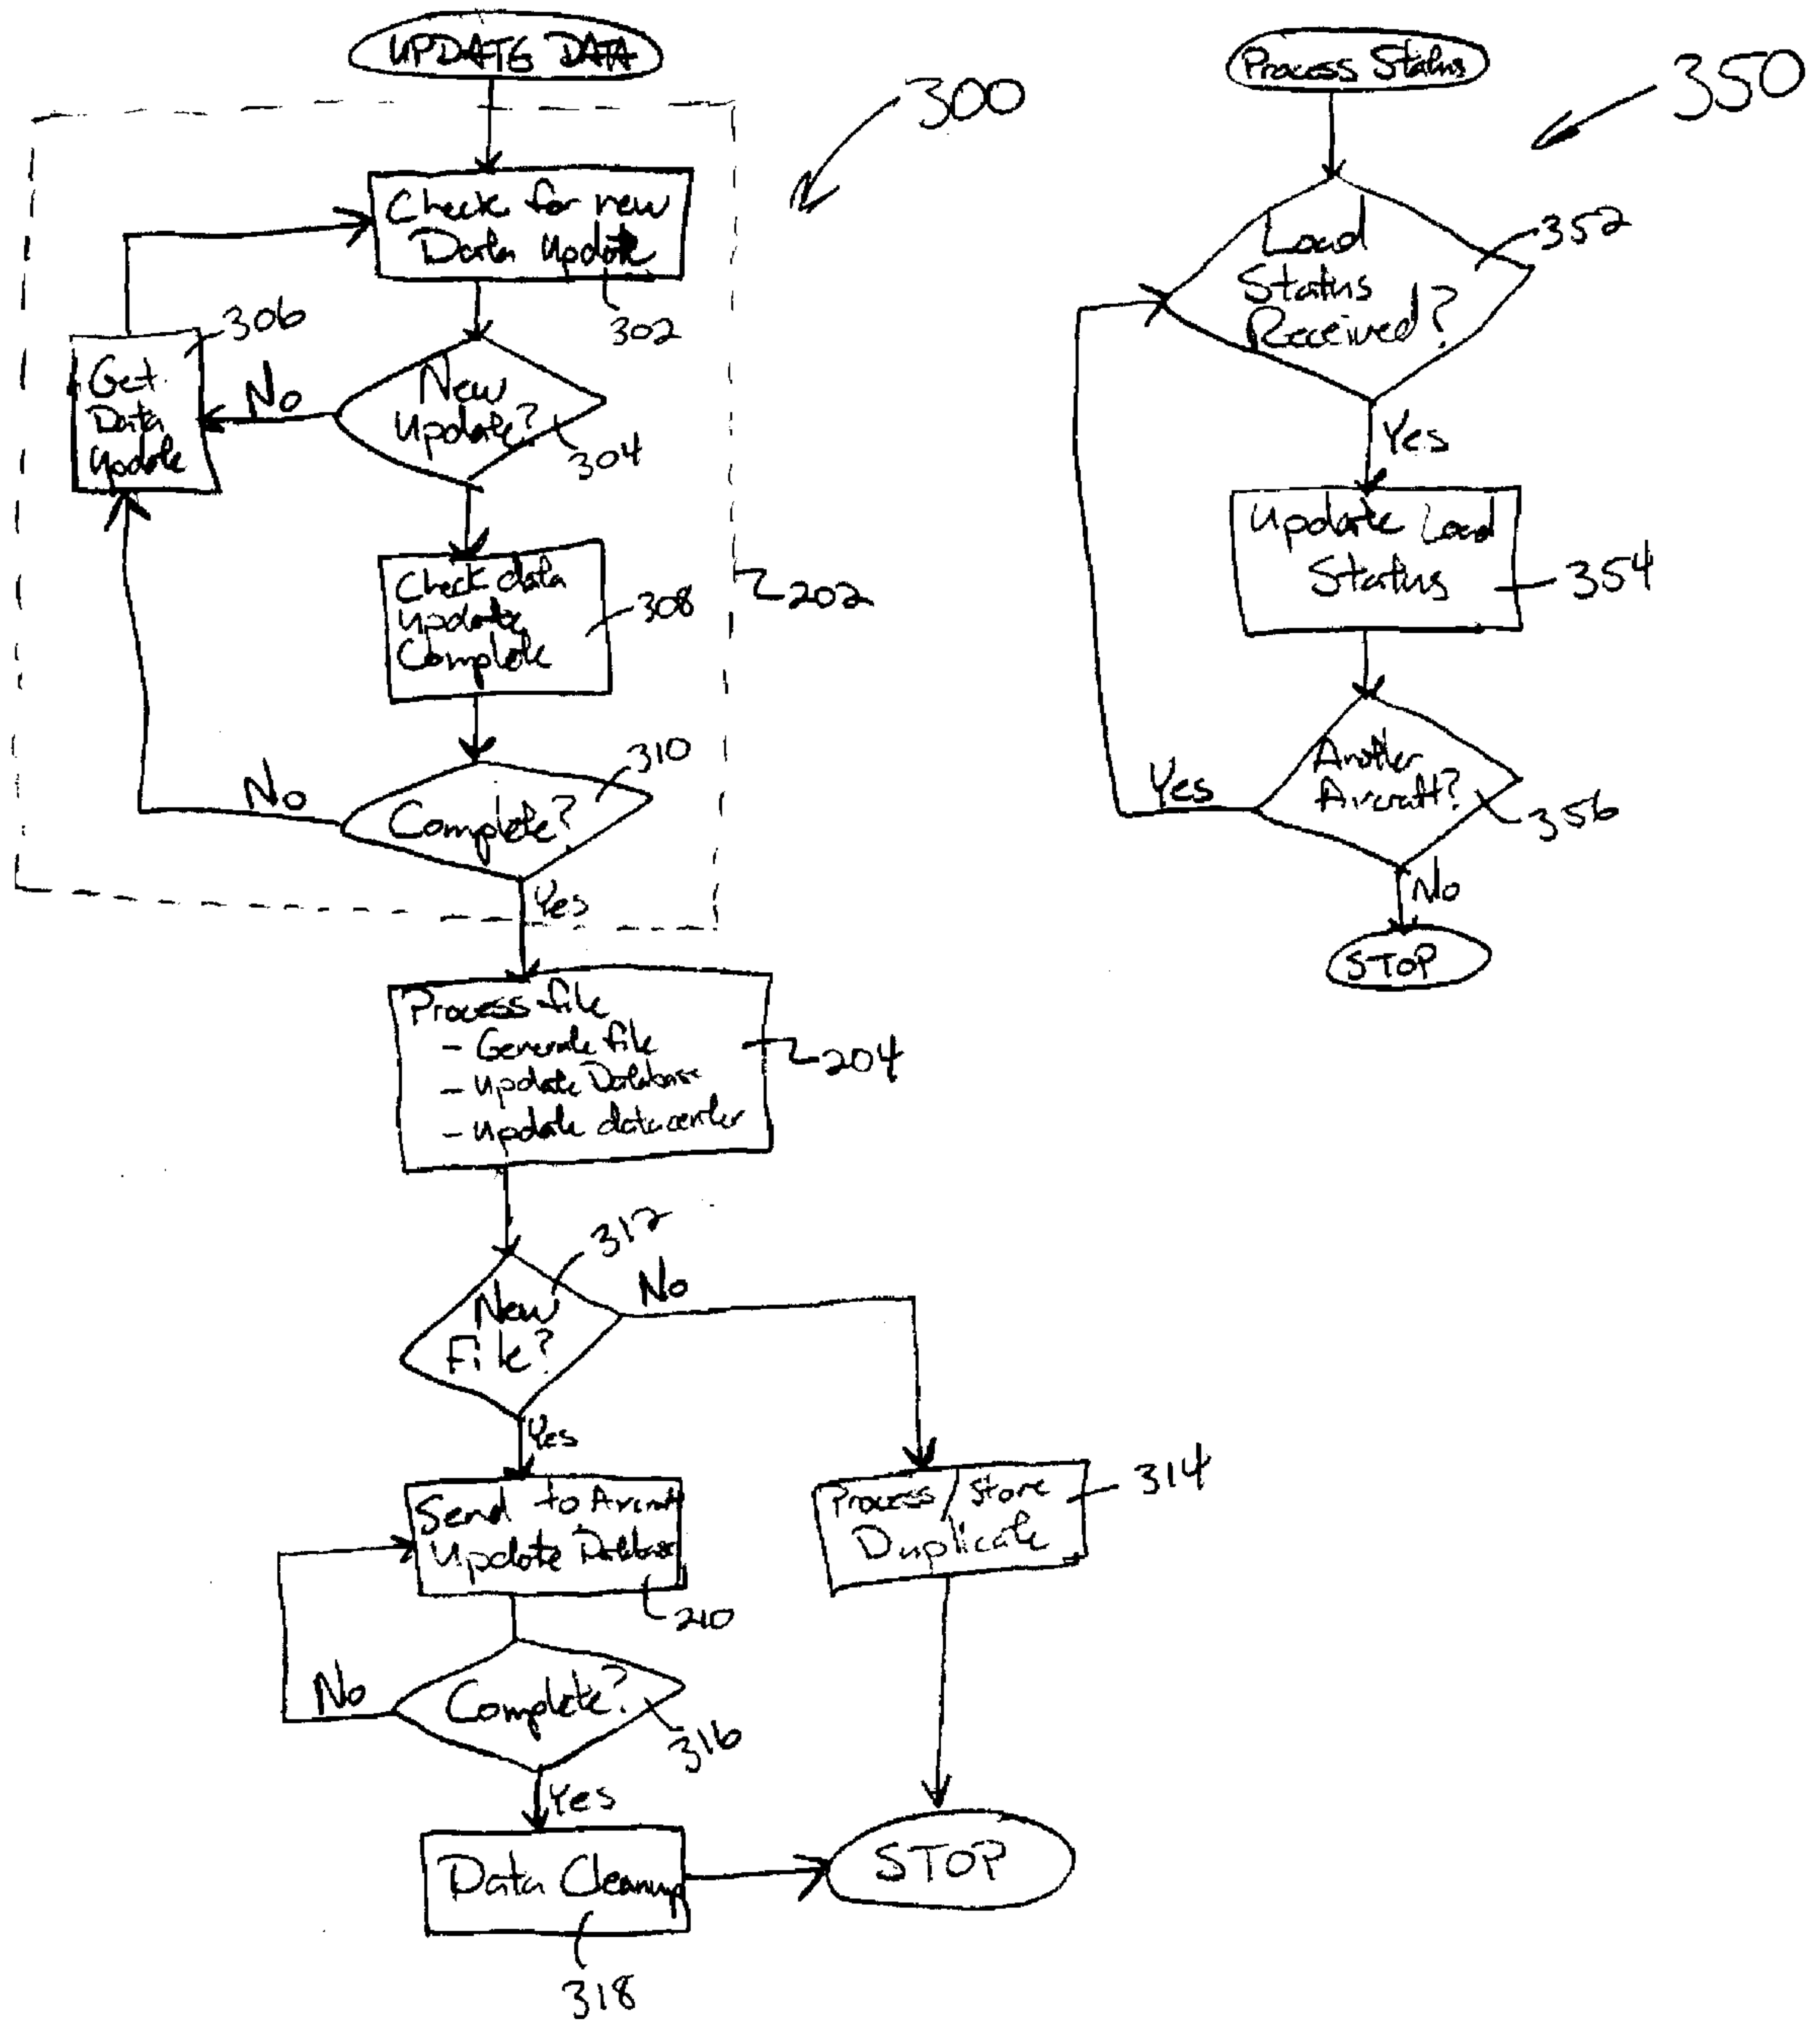 UPDATE DATA
300
Check for new
Data Update
302
306
Get
Data
Update
No
New
Update?
304
Check data
Update
Complete
308
202
310
No
Complete?
Yes
Process file
- Generate file
- Update Database
- Update datacenter
204
312
New
File?
No
Yes
Send to Aircraft
Update Database
210
Process / Store
Duplicate
314
No
Complete?
316
Yes
Data Cleanup
318
STOP
Process Status
350
Load
Status
Received?
352
Yes
Update Load
Status
354
Another
Aircraft?
356
Yes
No
STOP